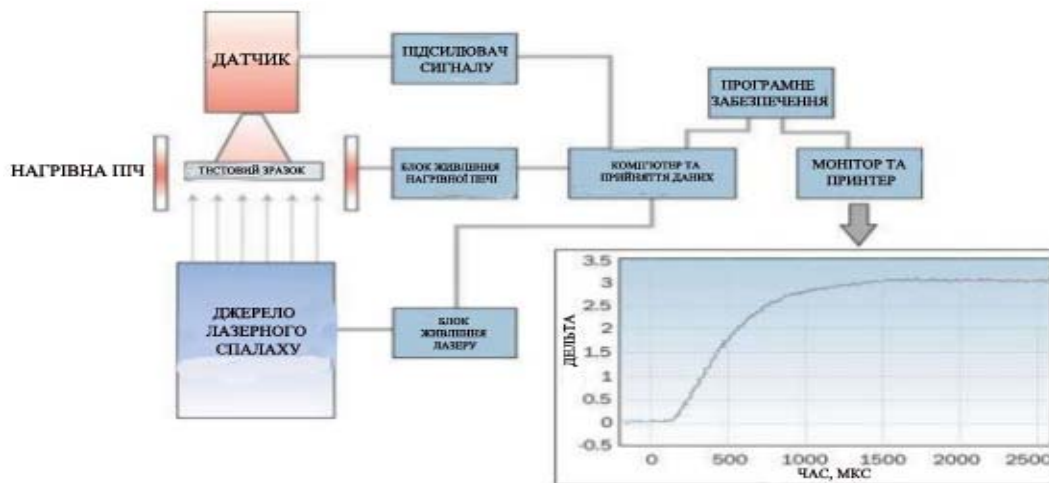 ДАТЧИК
ПІДСИЛЮВАЧ
СИГНАЛУ
ПРОГРАМНЕ
ЗАБЕЗПЕЧЕННЯ
НАГРІВНА ПІЧ
ТЕСТОВИЙ ЗРАЗОК
БЛОК ЖИВЛЕННЯ
НАГРІВНОЇ ПЕЧІ
КОМП'ЮТЕР ТА
ПРИЙНЯТТЯ ДАНИХ
МОНІТОР ТА
ПРИНТЕР
ДЖЕРЕЛО
ЛАЗЕРНОГО
СПАЛАХУ
БЛОК
ЖИВЛЕННЯ
ЛАЗЕРУ
ДЕЛЬТА
3.5
3
2.5
2
1.5
1
0.5
0
-0.5
0 500 1000 1500 2000 2500
ЧАС, МКС